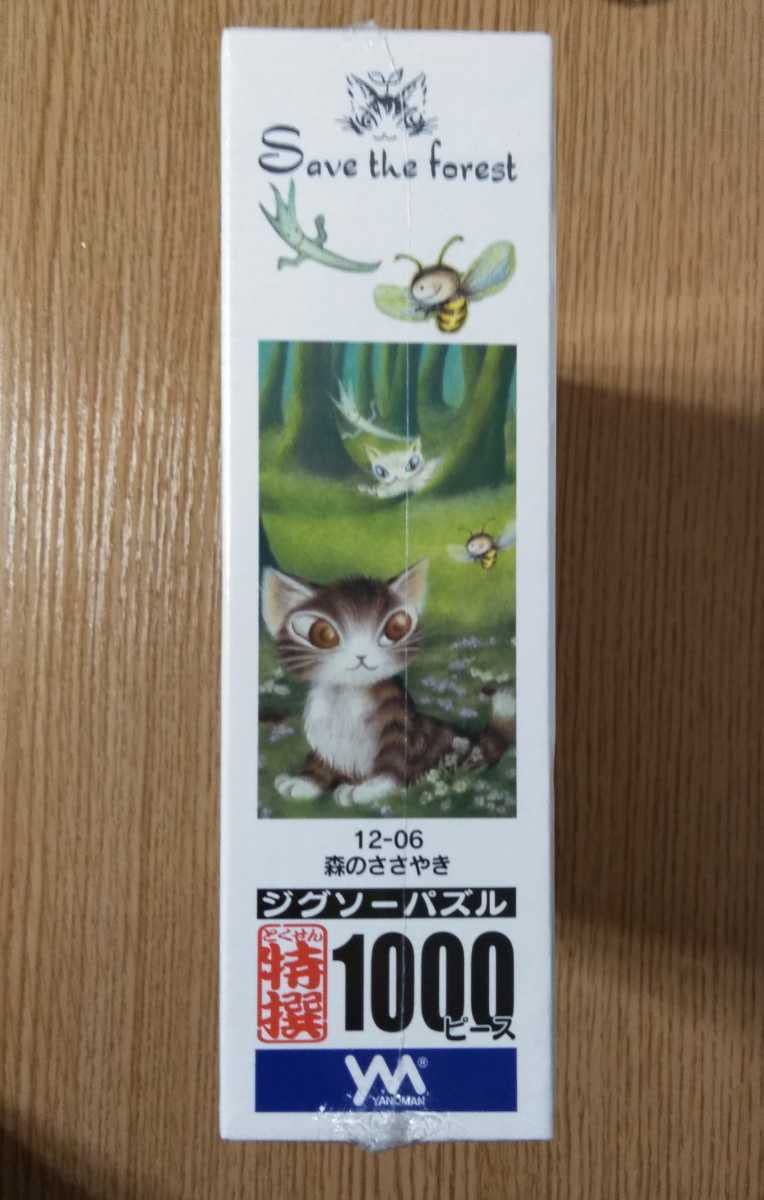 Save the forest
12-06
森のささやき
ジグソーパズル
とくせん
特撰
1000
ピース
YM®
YANOMAN